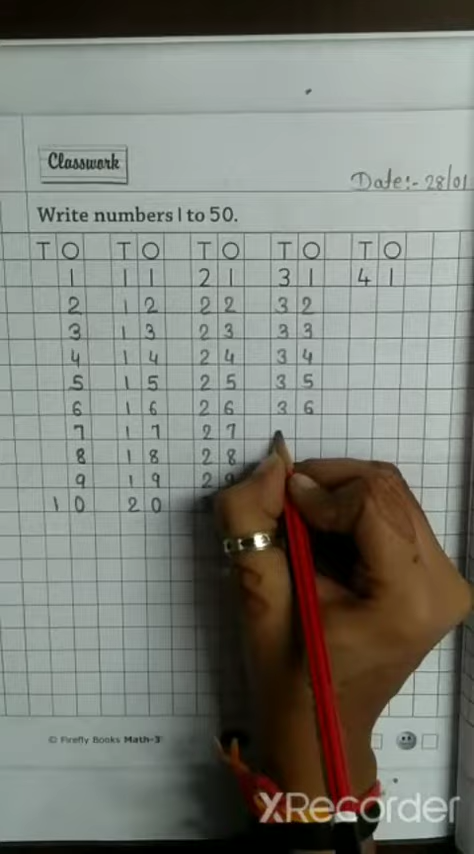 Classwork
Date:- 28/01
Write numbers 1 to 50.
T O T O T O T O T O
1 1 1 2 1 3 1 4 1
2 1 2 2 2 3 2
3 1 3 2 3 3 3
4 1 4 2 4 3 4
5 1 5 2 5 3 5
6 1 6 2 6 3 6
7 1 7 2 7
8 1 8 2 8
9 1 9 2 9
1 0 2 0
© Firefly Books Math-3
XRecorder